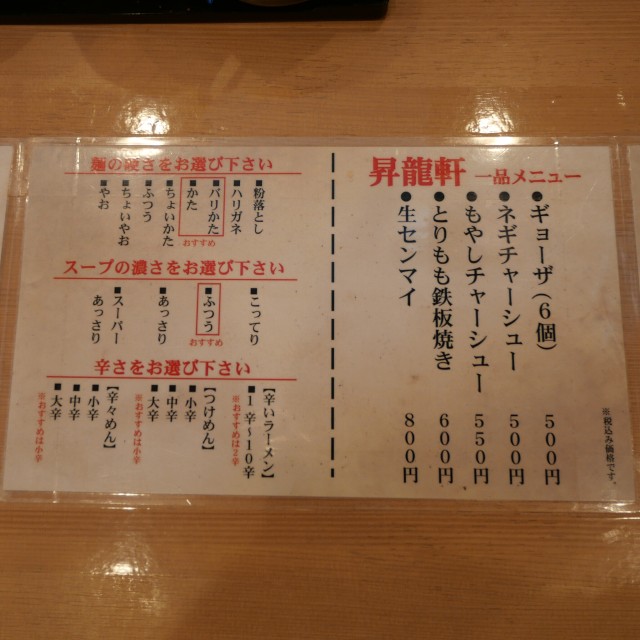 麺の硬さをお選び下さい
■粉落とし
■ハリガネ
■バリかた
■かた
おすすめ
■ちょいかた
■ふつう
■ちょいやお
■やお
スープの濃さをお選び下さい
■こってり
■ふつう
おすすめ
■あっさり
■スーパー
あっさり
辛さをお選び下さい
【辛いラーメン】
■1辛〜10辛
※おすすめは2辛
【つけめん】
■小辛
■中辛
■大辛
※おすすめは小辛
【辛々めん】
■小辛
■中辛
■大辛
※おすすめは小辛
昇龍軒 一品メニュー
●ギョーザ(6個) 500円
●ネギチャーシュー 500円
●もやしチャーシュー 550円
●とりもも鉄板焼き 600円
●生センマイ 800円
※税込み価格です。